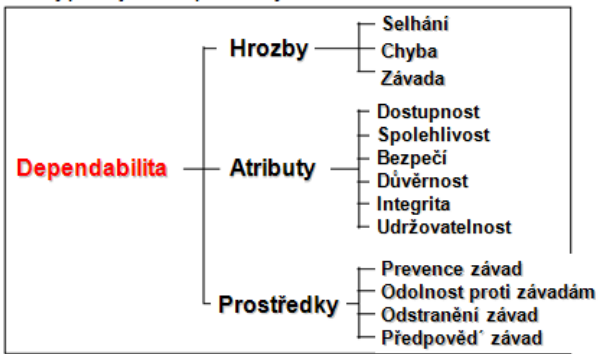 Hrozby
Selhání
Chyba
Závada
Dependabilita
Atributy
Dostupnost
Spolehlivost
Bezpečí
Důvěrnost
Integrita
Udržovatelnost
Prostředky
Prevence závad
Odolnost proti závadám
Odstranění závad
Předpověd´ závad